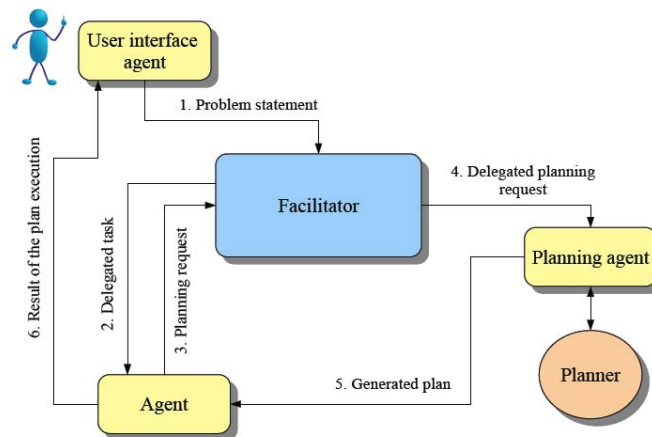 User interface
agent
1. Problem statement
Facilitator
4. Delegated planning
request
Planning agent
Planner
2. Delegated task
3. Planning request
6. Result of the plan execution
5. Generated plan
Agent